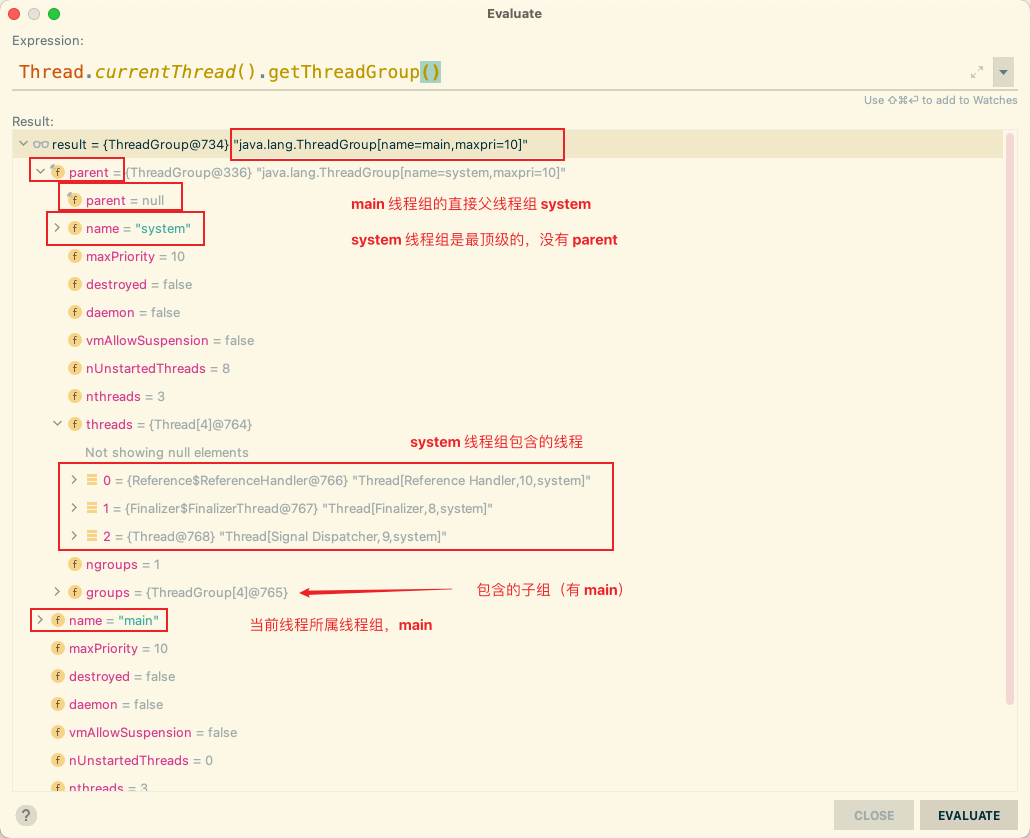 Evaluate
Expression:
Thread.currentThread().getThreadGroup()
Use ⇧⌘⏎ to add to Watches
Result:
result = {ThreadGroup@734} "java.lang.ThreadGroup[name=main,maxpri=10]"
parent = {ThreadGroup@336} "java.lang.ThreadGroup[name=system,maxpri=10]"
parent = null
main 线程组的直接父线程组 system
name = "system"
system 线程组是最顶级的，没有 parent
maxPriority = 10
destroyed = false
daemon = false
vmAllowSuspension = false
nUnstartedThreads = 8
nthreads = 3
threads = {Thread[4]@764}
system 线程组包含的线程
Not showing null elements
0 = {Reference$ReferenceHandler@766} "Thread[Reference Handler,10,system]"
1 = {Finalizer$FinalizerThread@767} "Thread[Finalizer,8,system]"
2 = {Thread@768} "Thread[Signal Dispatcher,9,system]"
ngroups = 1
groups = {ThreadGroup[4]@765}
包含的子组（有 main）
name = "main"
当前线程所属线程组，main
maxPriority = 10
destroyed = false
daemon = false
vmAllowSuspension = false
nUnstartedThreads = 0
nthreads = 3
?
CLOSE
EVALUATE